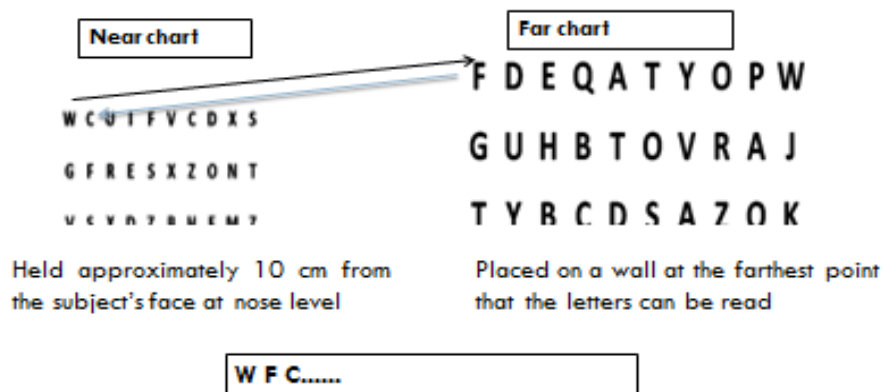 Near chart
Far chart
F D E Q A T Y O P W
W C U I F V C D X S
G U H B T O V R A J
G F R E S X Z O N T
T Y B C D S A Z O K
Held approximately 10 cm from
the subject's face at nose level
Placed on a wall at the farthest point
that the letters can be read
W F C......